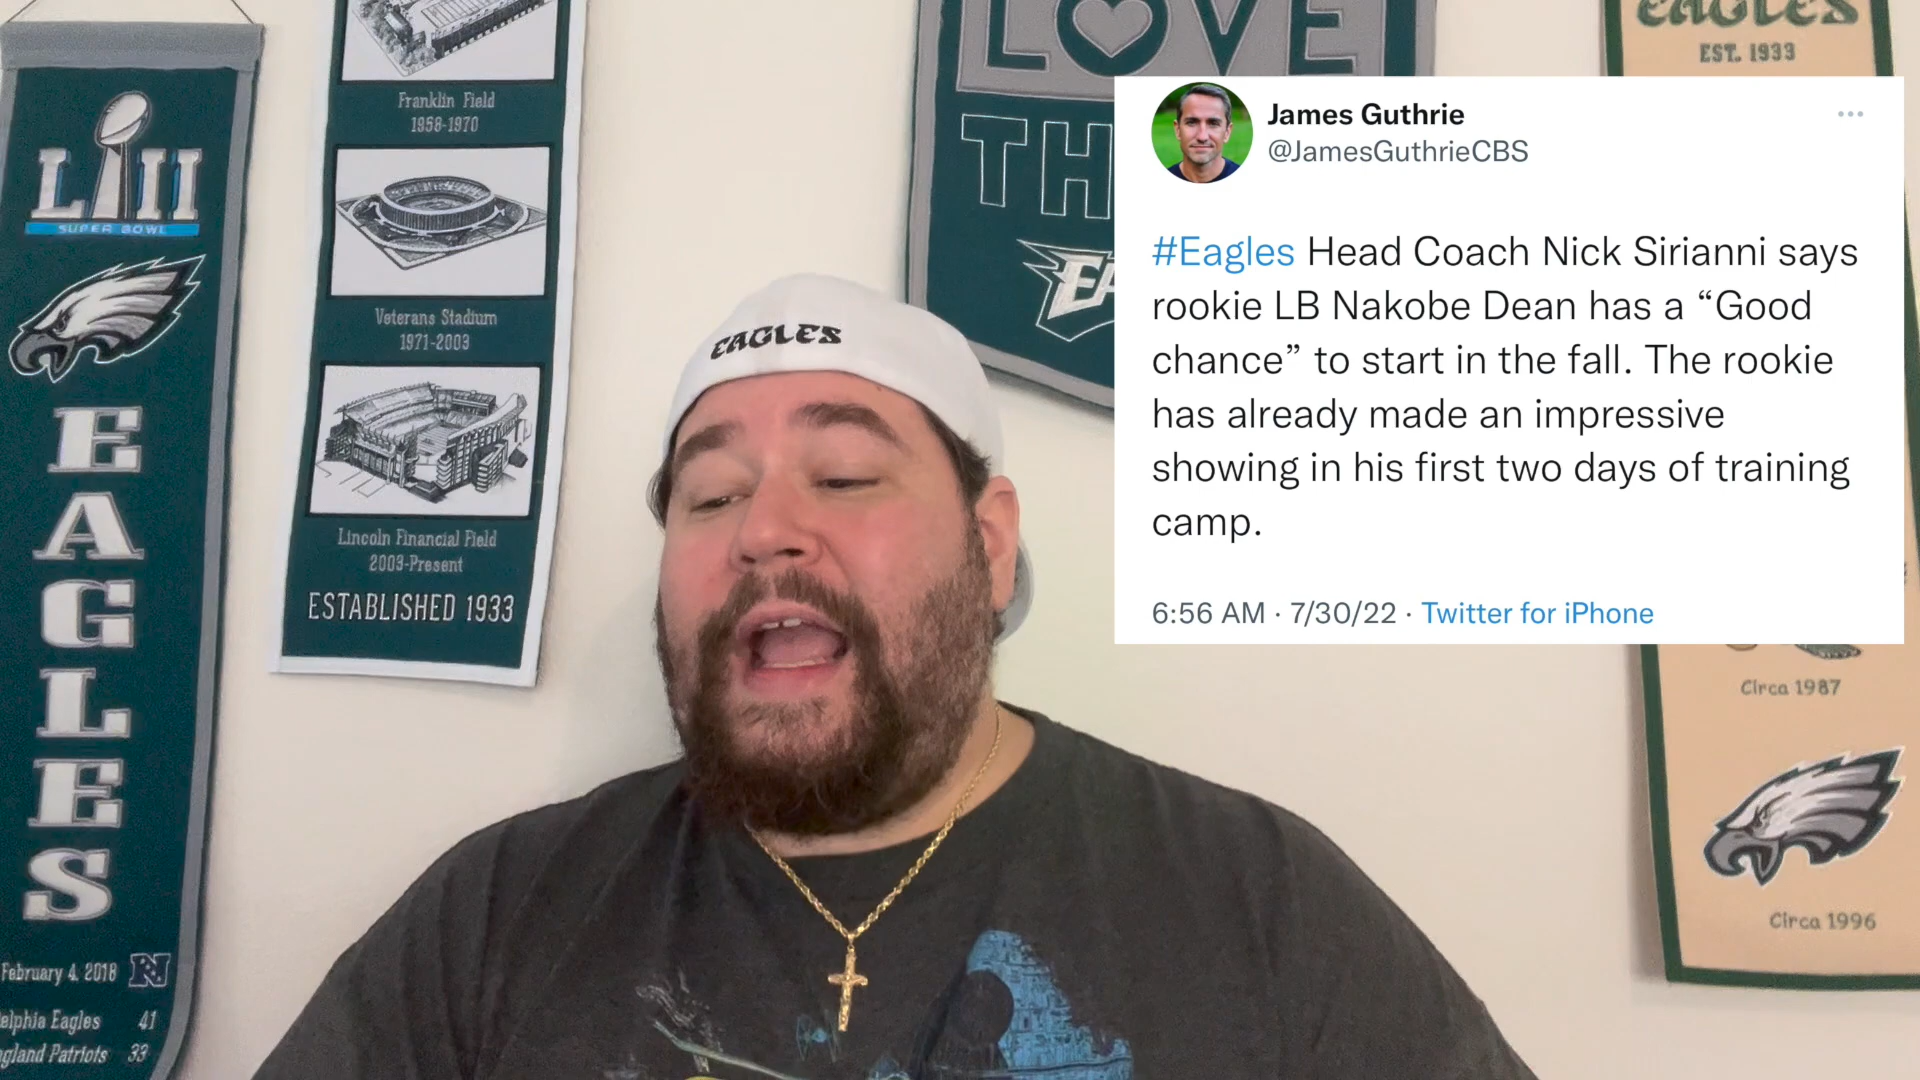 LII
SUPER BOWL
EAGLES
February 4, 2018
elphia Eagles 41
gland Patriots 33
Franklin Field
1958-1970
Veterans Stadium
1971-2003
Lincoln Financial Field
2003-Present
ESTABLISHED 1933
LOVE
TH
EA
EAGLES
EAGLES
EST. 1933
Circa 1987
Circa 1996
James Guthrie
@JamesGuthrieCBS
#Eagles Head Coach Nick Sirianni says
rookie LB Nakobe Dean has a “Good
chance” to start in the fall. The rookie
has already made an impressive
showing in his first two days of training
camp.
6:56 AM · 7/30/22 · Twitter for iPhone